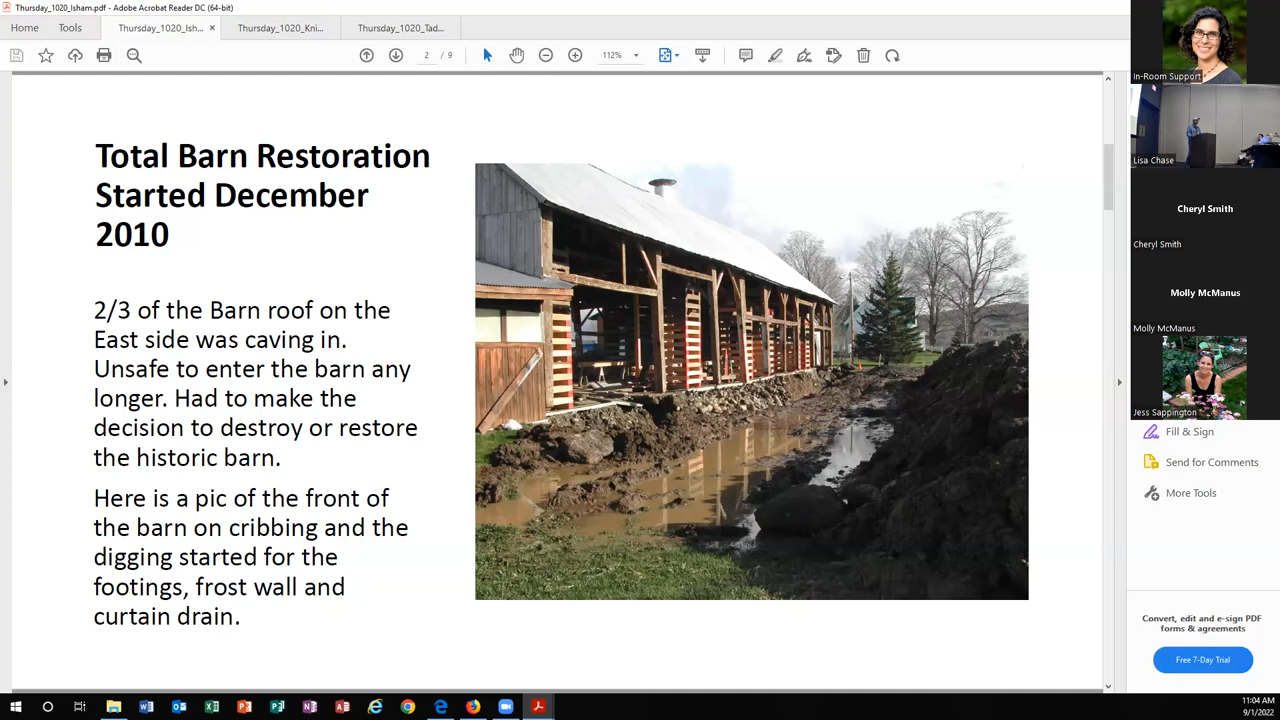 Thursday_1020_Isham.pdf - Adobe Acrobat Reader DC (64-bit)
Home
Tools
Thursday_1020_Ish...
Thursday_1020_Kni...
Thursday_1020_Tad...
2 / 9
112%
Total Barn Restoration
Started December
2010
2/3 of the Barn roof on the
East side was caving in.
Unsafe to enter the barn any
longer. Had to make the
decision to destroy or restore
the historic barn.
Here is a pic of the front of
the barn on cribbing and the
digging started for the
footings, frost wall and
curtain drain.
In-Room Support
Lisa Chase
Cheryl Smith
Cheryl Smith
Molly McManus
Molly McManus
Jess Sappington
Fill & Sign
Send for Comments
More Tools
Convert, edit and e-sign PDF
forms & agreements
Free 7-Day Trial
11:04 AM
9/1/2022